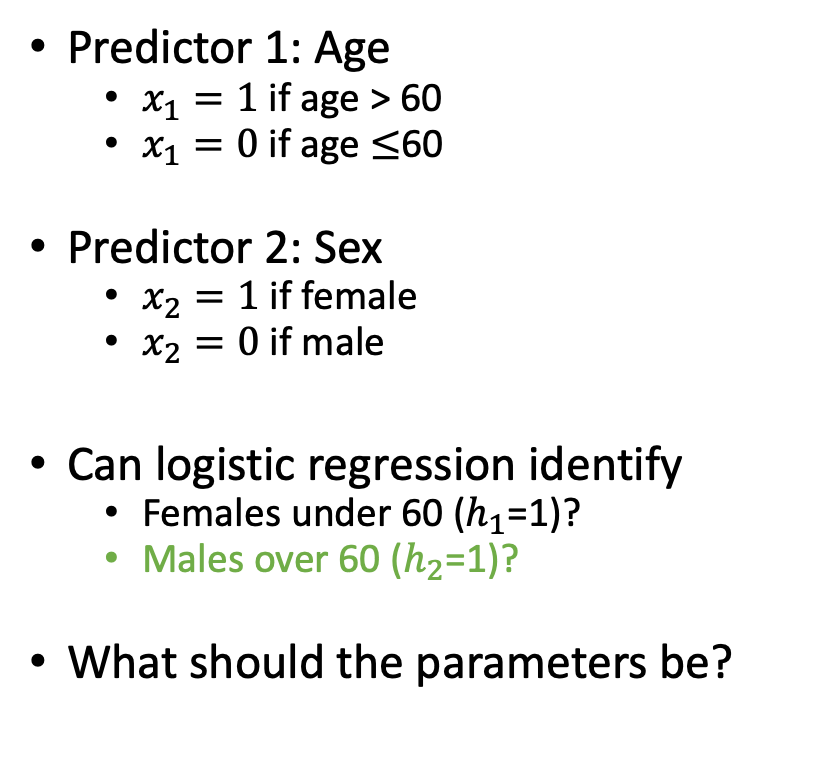 • Predictor 1: Age
• x₁ = 1 if age > 60
• x₁ = 0 if age ≤60
• Predictor 2: Sex
• x₂ = 1 if female
• x₂ = 0 if male
• Can logistic regression identify
• Females under 60 (h₁=1)?
• Males over 60 (h₂=1)?
• What should the parameters be?